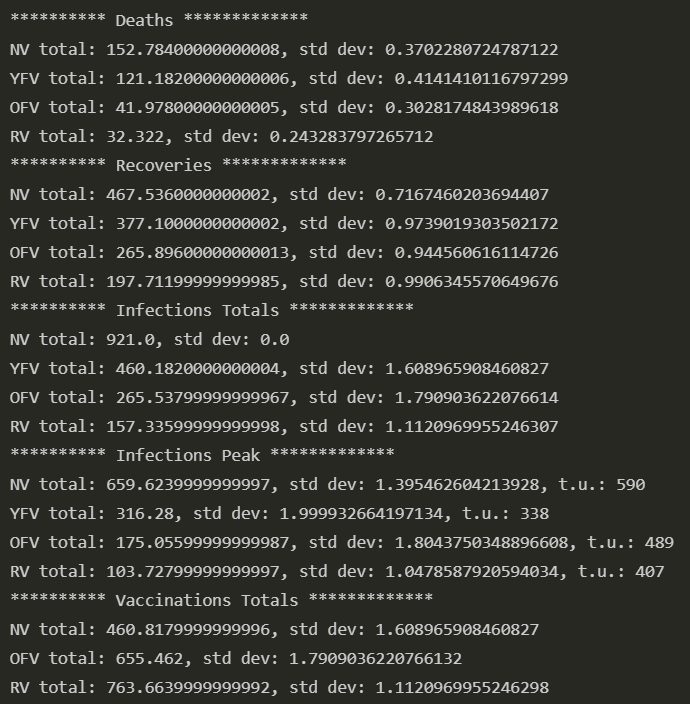 ********** Deaths *************
NV total: 152.78400000000008, std dev: 0.3702280724787122
YFV total: 121.18200000000006, std dev: 0.4141410116797299
OFV total: 41.97800000000005, std dev: 0.3028174843989618
RV total: 32.322, std dev: 0.243283797265712
********** Recoveries *************
NV total: 467.5360000000002, std dev: 0.7167460203694407
YFV total: 377.1000000000002, std dev: 0.9739019303502172
OFV total: 265.89600000000013, std dev: 0.944560616114726
RV total: 197.71199999999985, std dev: 0.9906345570649676
********** Infections Totals *************
NV total: 921.0, std dev: 0.0
YFV total: 460.1820000000004, std dev: 1.608965908460827
OFV total: 265.53799999999967, std dev: 1.790903622076614
RV total: 157.33599999999998, std dev: 1.1120969955246307
********** Infections Peak *************
NV total: 659.6239999999997, std dev: 1.395462604213928, t.u.: 590
YFV total: 316.28, std dev: 1.999932664197134, t.u.: 338
OFV total: 175.05599999999987, std dev: 1.8043750348896608, t.u.: 489
RV total: 103.72799999999997, std dev: 1.0478587920594034, t.u.: 407
********** Vaccinations Totals *************
NV total: 460.8179999999996, std dev: 1.608965908460827
OFV total: 655.462, std dev: 1.7909036220766132
RV total: 763.6639999999992, std dev: 1.1120969955246298